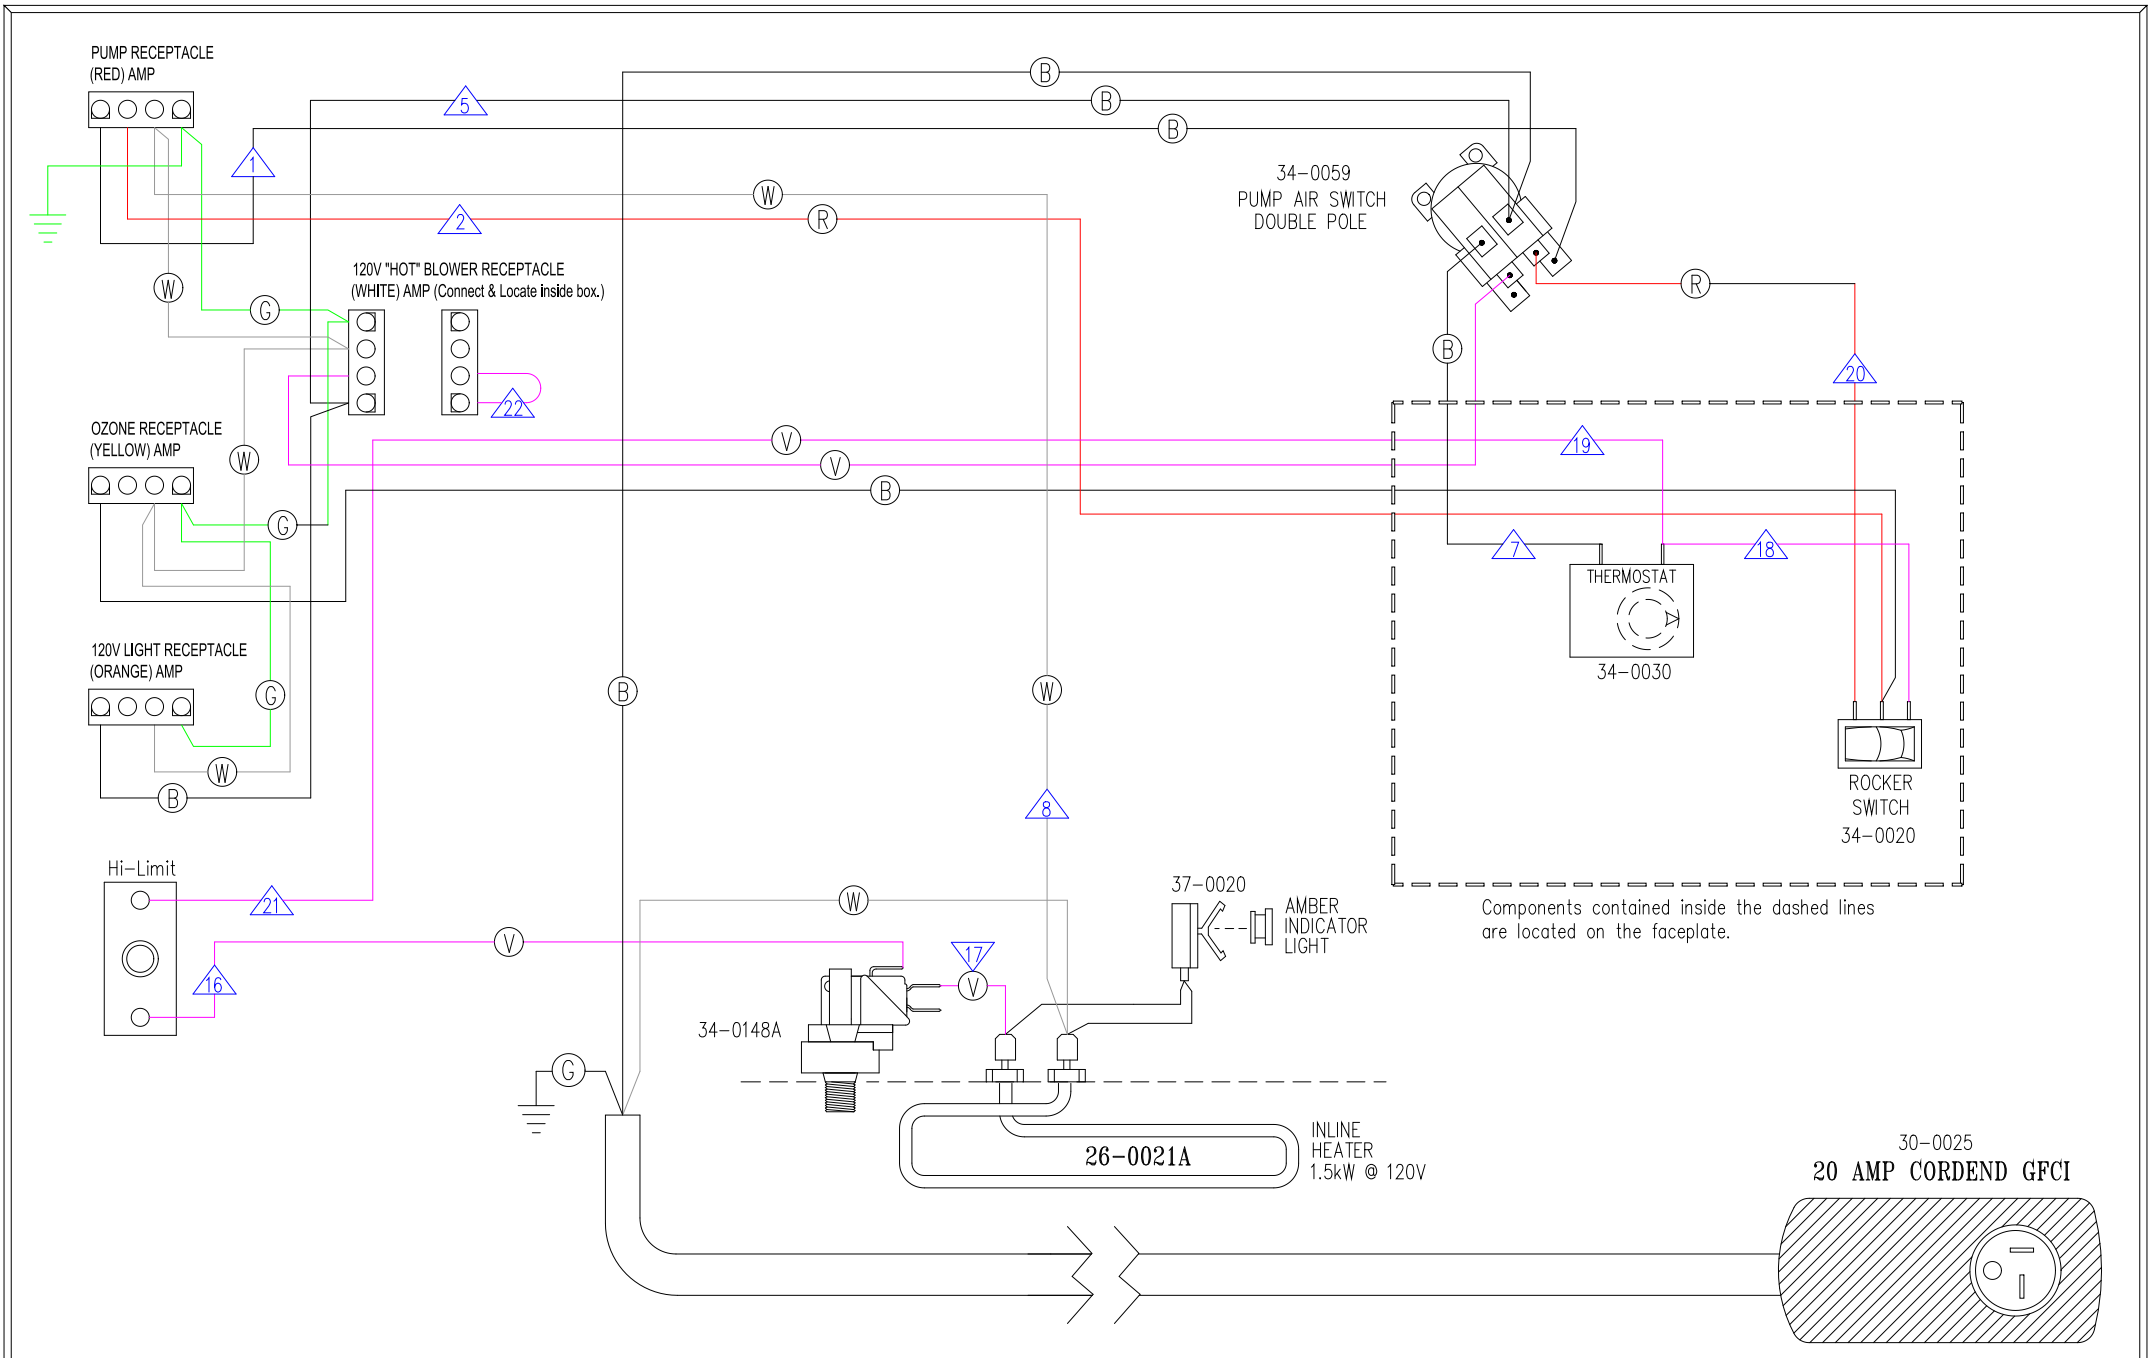 PUMP RECEPTACLE
(RED) AMP
B
5
B
1
B
34-0059
PUMP AIR SWITCH
DOUBLE POLE
W
2
R
120V "HOT" BLOWER RECEPTACLE
(WHITE) AMP (Connect & Locate inside box.)
W
G
R
B
20
22
OZONE RECEPTACLE
(YELLOW) AMP
W
V
19
V
B
G
7
18
THERMOSTAT
34-0030
120V LIGHT RECEPTACLE
(ORANGE) AMP
G
B
W
W
B
8
ROCKER
SWITCH
34-0020
Hi-Limit
21
W
37-0020
AMBER
INDICATOR
LIGHT
Components contained inside the dashed lines
are located on the faceplate.
V
17
16
V
34-0148A
G
INLINE
HEATER
1.5kW @ 120V
26-0021A
30-0025
20 AMP CORDEND GFCI